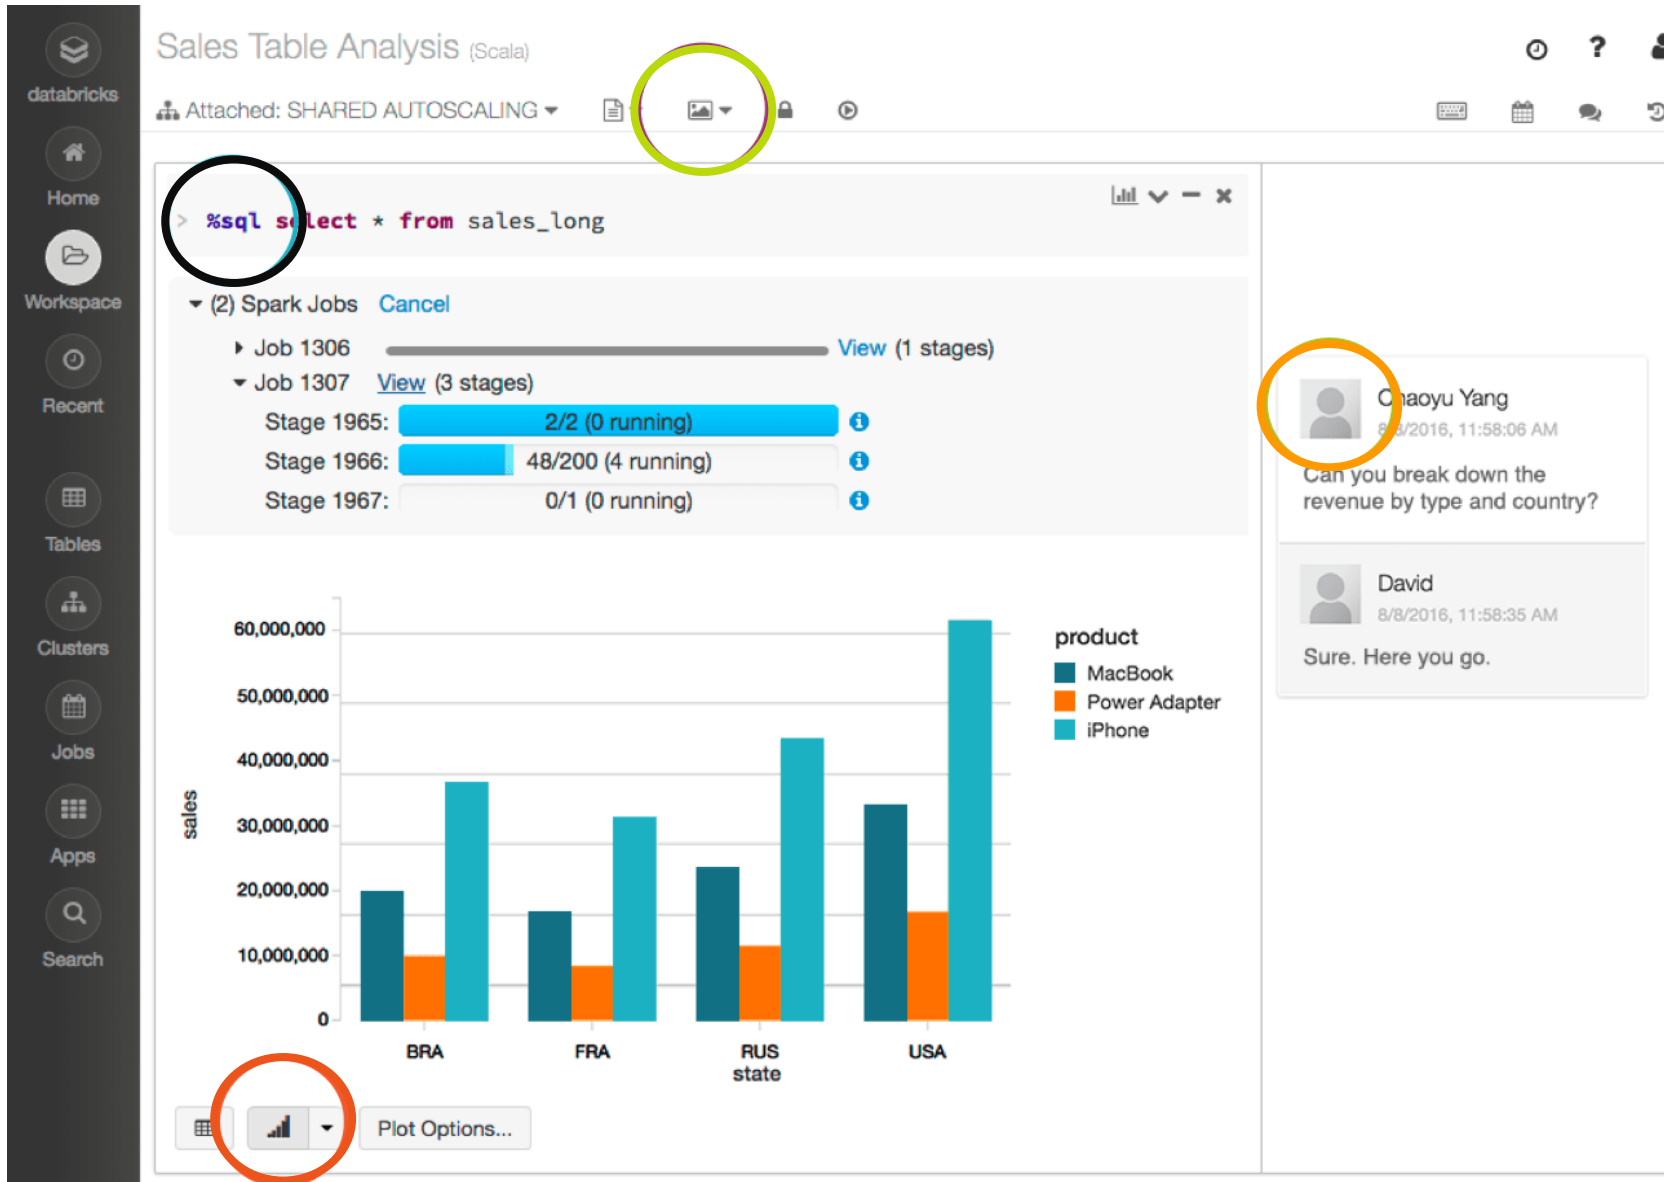 Sales Table Analysis (Scala)
?
databricks
Attached: SHARED AUTOSCALING
Home
> %sql select * from sales_long
Workspace
(2) Spark Jobs Cancel
Job 1306 View (1 stages)
Job 1307 View (3 stages)
Stage 1965: 2/2 (0 running)
Stage 1966: 48/200 (4 running)
Stage 1967: 0/1 (0 running)
Recent
Tables
Clusters
Jobs
Apps
Search
60,000,000
50,000,000
40,000,000
30,000,000
20,000,000
10,000,000
0
sales
BRA FRA RUS USA
state
product
MacBook
Power Adapter
iPhone
Plot Options...
Chaoyu Yang
8/8/2016, 11:58:06 AM
Can you break down the
revenue by type and country?
David
8/8/2016, 11:58:35 AM
Sure. Here you go.